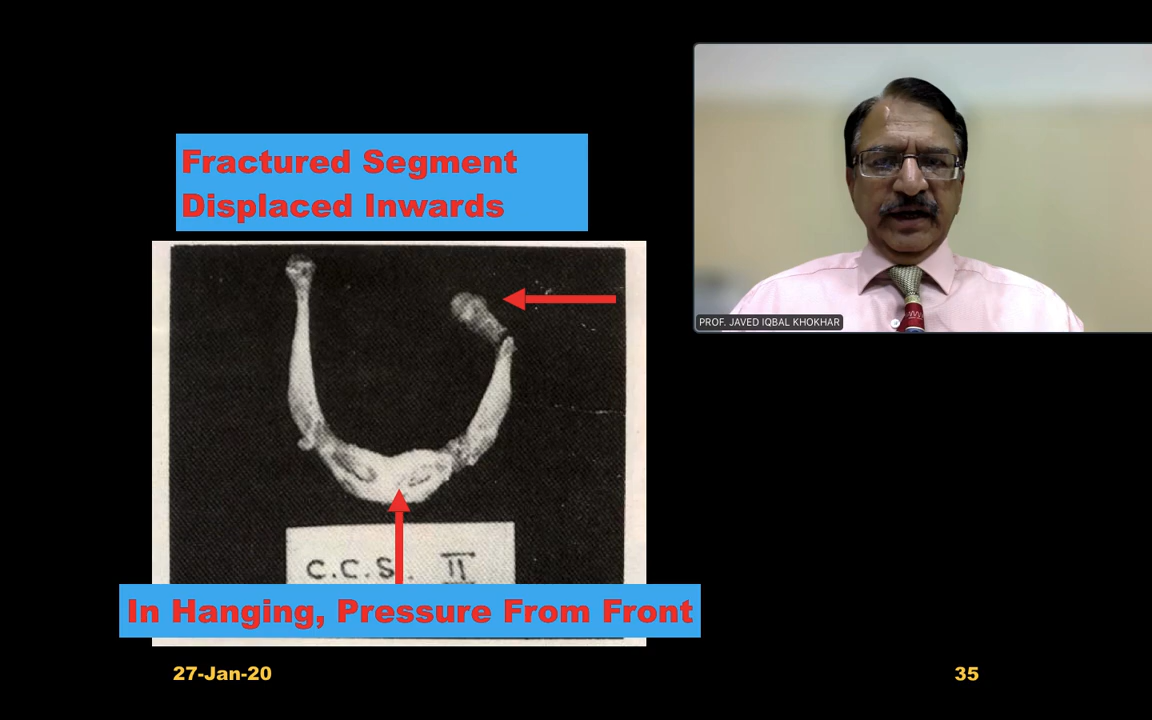 Fractured Segment
Displaced Inwards
PROF. JAVED IQBAL KHOKHAR
C.C.S. II
In Hanging, Pressure From Front
27-Jan-20
35